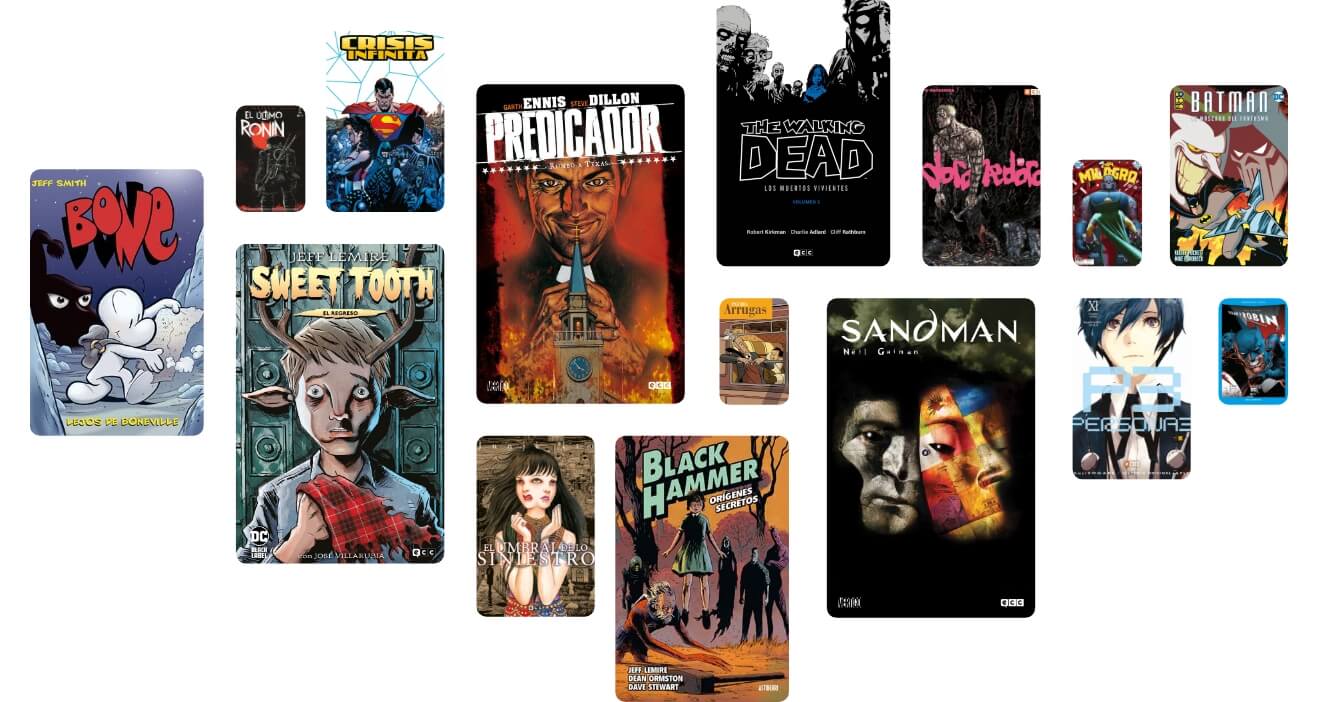 JEFF SMITH
BONE
LEJOS DE BONEVILLE
EL ÚLTIMO
RONIN
CRISIS
INFINITA
JEFF LEMIRE
SWEET TOOTH
EL REGRESO
DC
BLACK
LABEL
con JOSÉ VILLARRUBIA
ecc
GARTH ENNIS STEVE DILLON
PREDICADOR
RUMBO A TEXAS
VERTIGO
ecc
EL UMBRAL DE LO
SINIESTRO
BLACK
HAMMER
ORÍGENES
SECRETOS
JEFF LEMIRE
DEAN ORMSTON
DAVE STEWART
ASTIBERRI
THE WALKING
DEAD
LOS MUERTOS VIVIENTES
Robert Kirkman Charlie Adlard Cliff Rathburn
ecc
Arrugas
SANDMAN
Neil Gaiman
VERTIGO
ecc
MILAGRO
BATMAN
DC
LA MÁSCARA DEL FANTASMA
XI
P3
PERSONA3
ROBIN